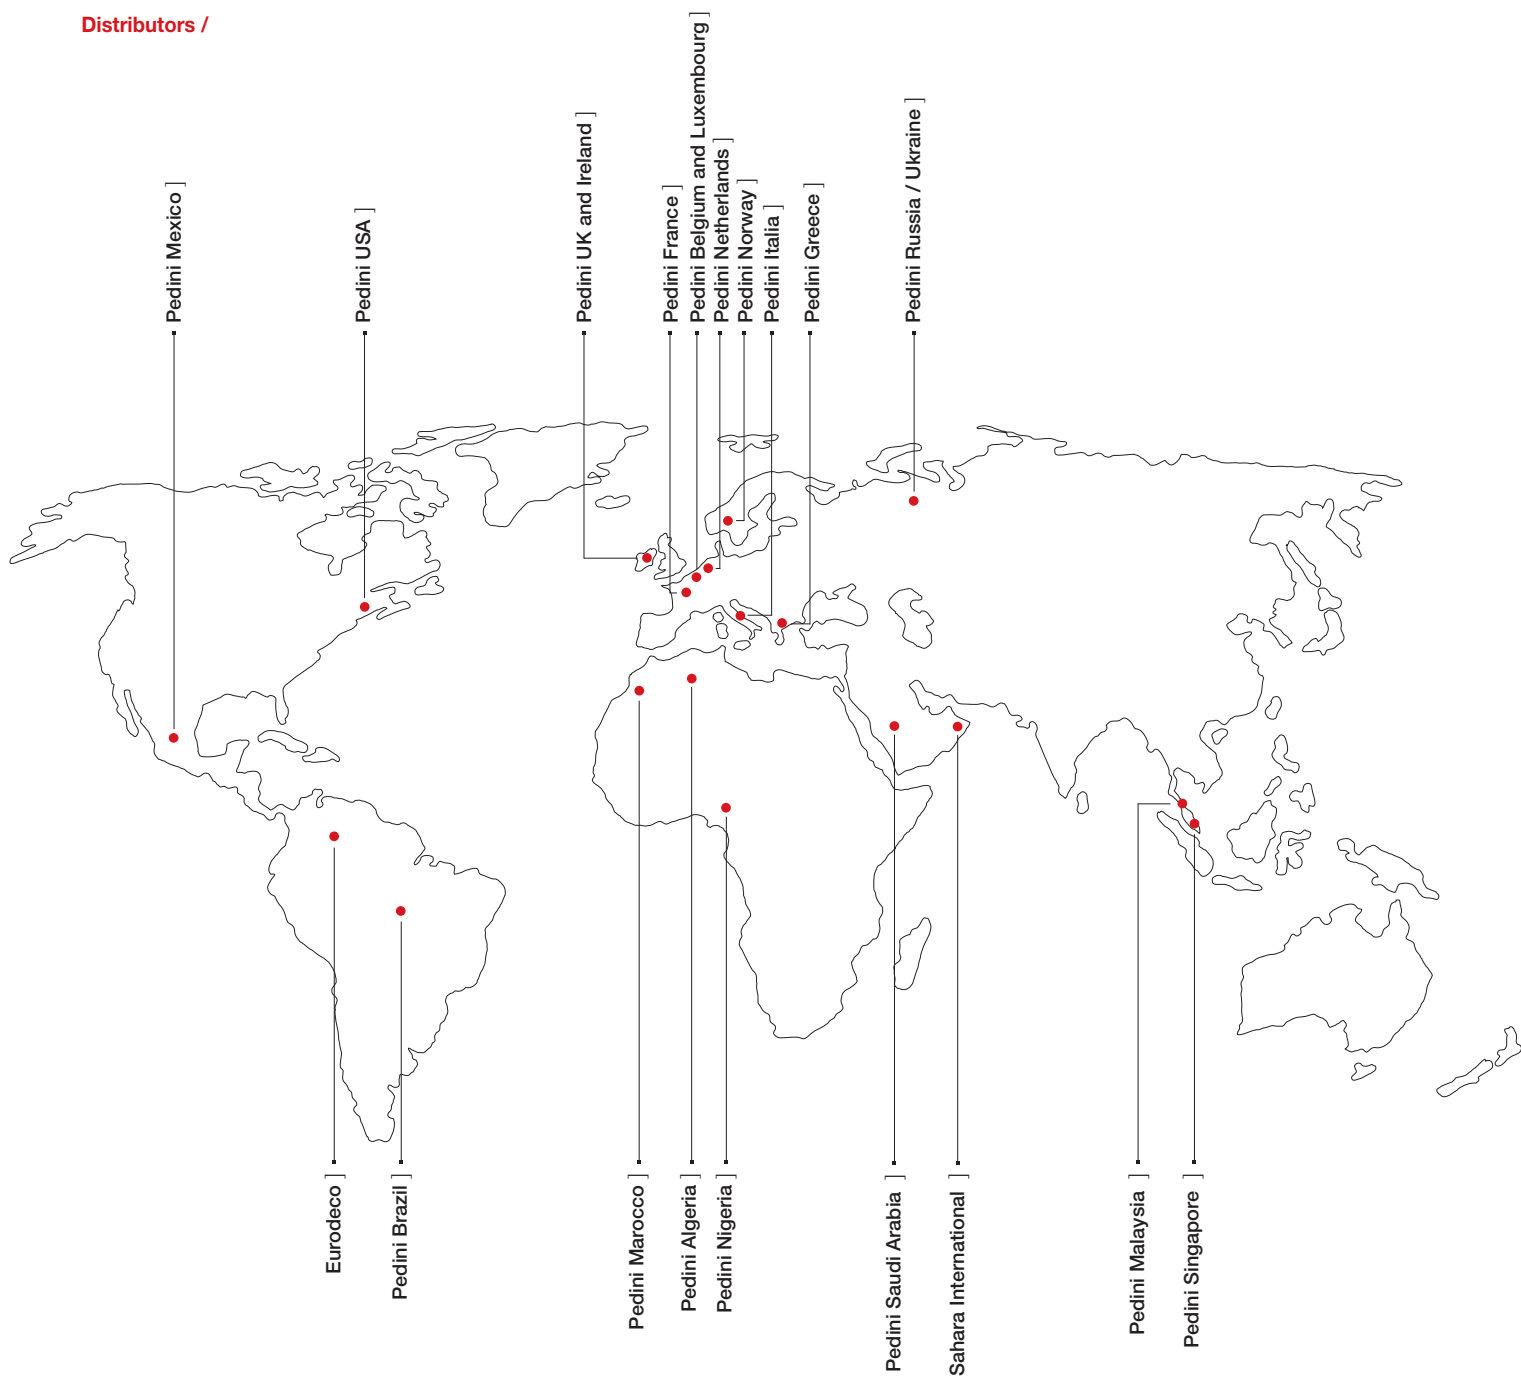 Distributors /
Pedini Mexico ]
Pedini USA ]
Pedini UK and Ireland ]
Pedini France ]
Pedini Belgium and Luxembourg ]
Pedini Netherlands ]
Pedini Norway ]
Pedini Italia ]
Pedini Greece ]
Pedini Russia / Ukraine ]
Eurodeco ]
Pedini Brazil ]
Pedini Marocco ]
Pedini Algeria ]
Pedini Nigeria ]
Pedini Saudi Arabia ]
Sahara International ]
Pedini Malaysia ]
Pedini Singapore ]